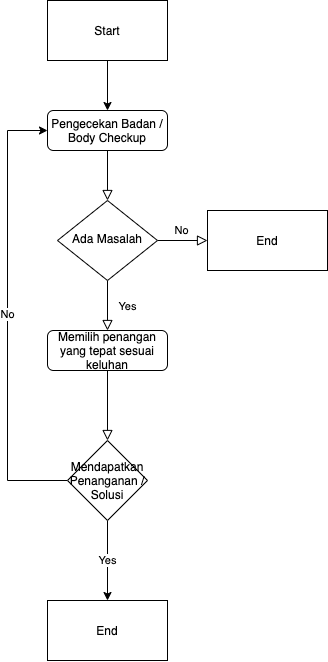 Start
Pengecekan Badan /
Body Checkup
Ada Masalah
No
End
Yes
No
Memilih penangan
yang tepat sesuai
keluhan
Mendapatkan
Penanganan /
Solusi
Yes
End